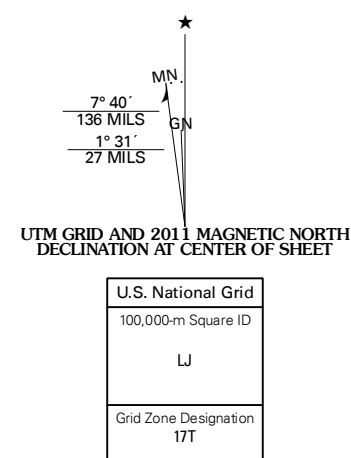 ★
MN
7° 40´
136 MILS
GN
1° 31´
27 MILS
UTM GRID AND 2011 MAGNETIC NORTH
DECLINATION AT CENTER OF SHEET
U.S. National Grid
100,000-m Square ID
LJ
Grid Zone Designation
17T